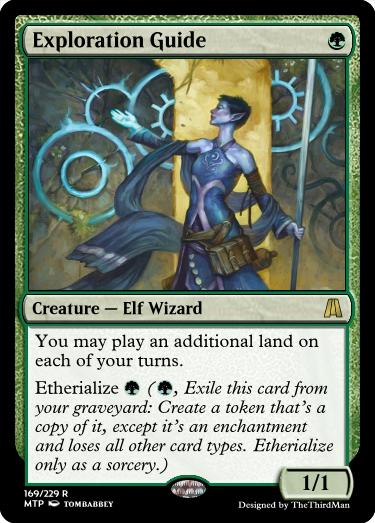 Exploration Guide
Creature — Elf Wizard
You may play an additional land on
each of your turns.
Etherialize (, Exile this card from
your graveyard: Create a token that's a
copy of it, except it's an enchantment
and loses all other card types. Etherialize
only as a sorcery.)
1/1
169/229 R
MTP TOMBABBEY
Designed by TheThirdMan